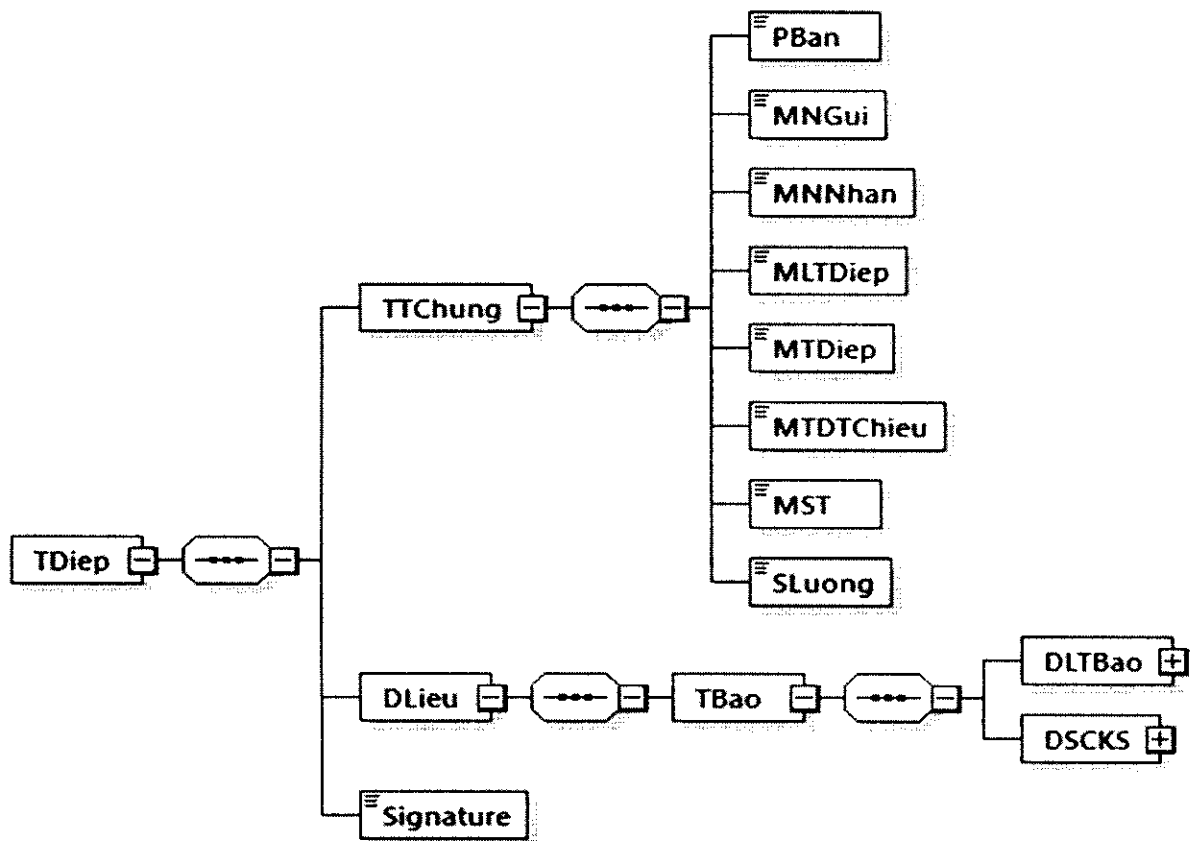 PBan
MNGui
MNNhan
MLTDiep
TTChung
MTDiep
MTDTChieu
MST
TDiep
SLuong
DLTBao
DLieu
TBao
DSCKS
Signature